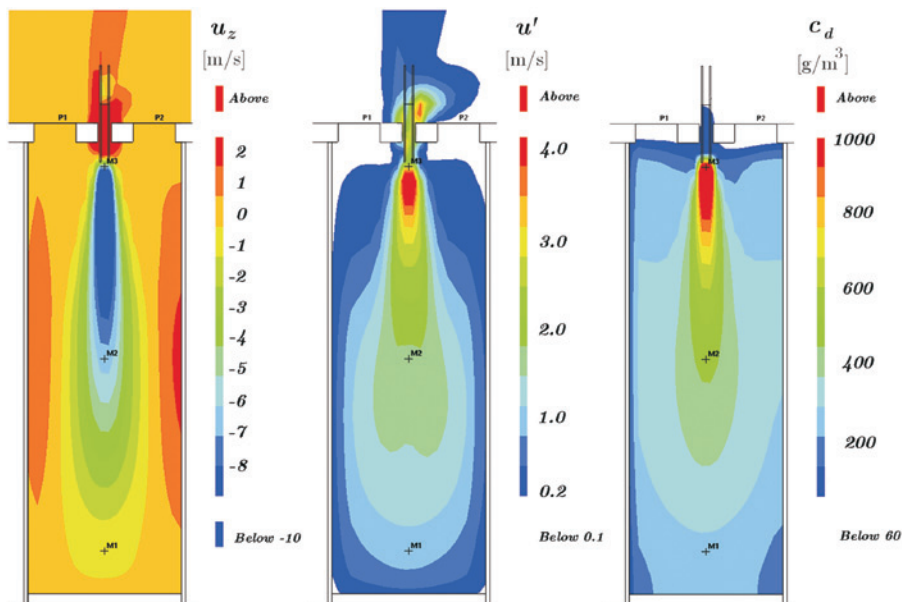 u_z
[m/s]
Above
2
1
0
-1
-2
-3
-4
-5
-6
-7
-8
Below -10
P1
P2
M3
M2
M1
u'
[m/s]
Above
4.0
3.0
2.0
1.0
0.2
Below 0.1
P1
P2
M3
M2
M1
c_d
[g/m³]
Above
1000
800
600
400
200
Below 60
P1
P2
M3
M2
M1